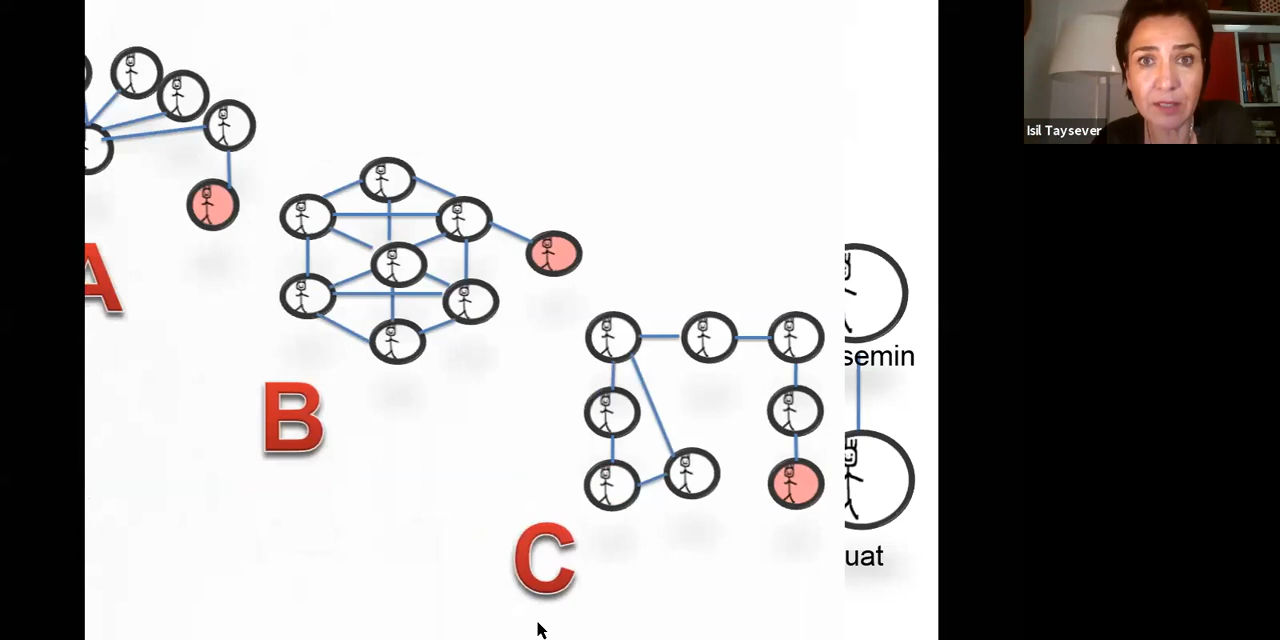 Isil Taysever
A
B
semin
C
uat